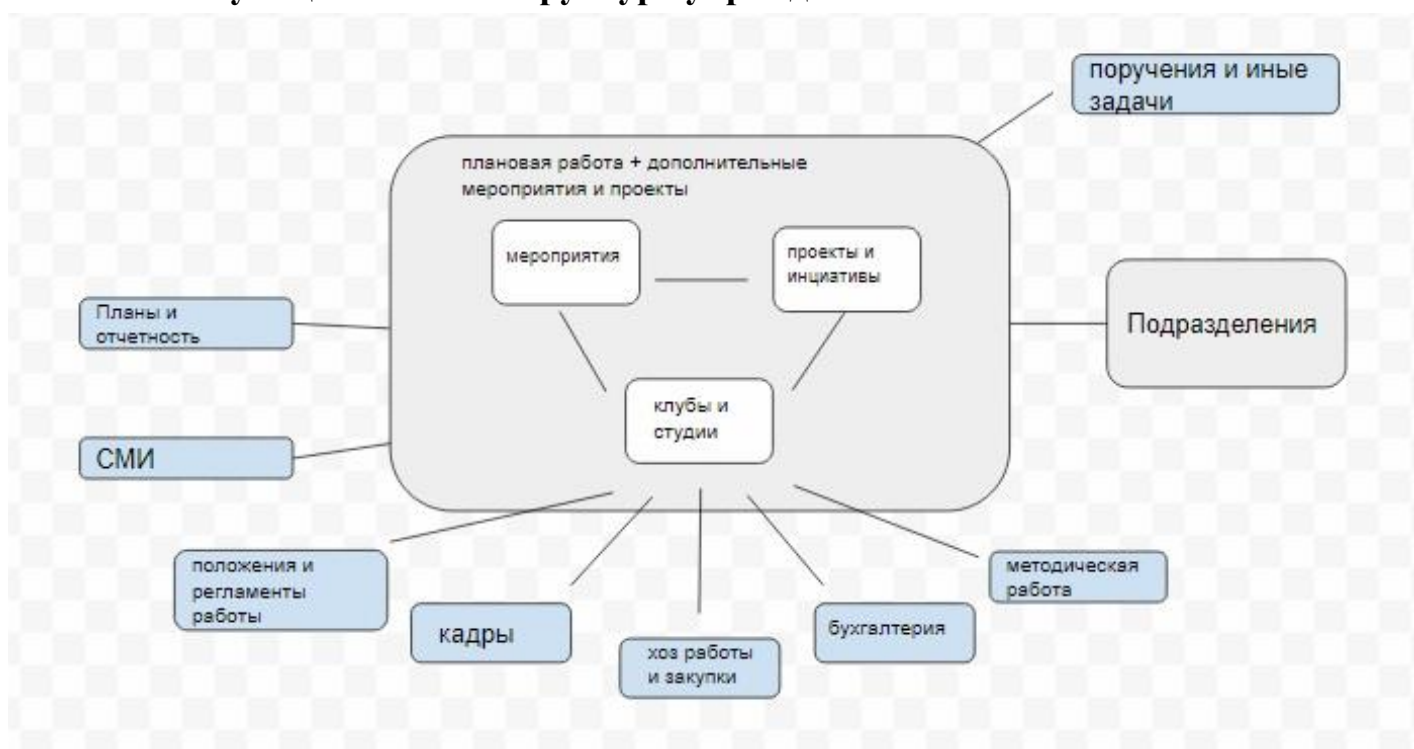 поручения и иные
задачи
плановая работа + дополнительные
мероприятия и проекты
мероприятия
проекты и
инциативы
Планы и
отчетность
Подразделения
клубы и
студии
СМИ
положения и
регламенты
работы
методическая
работа
кадры
бухгалтерия
хоз работы
и закупки